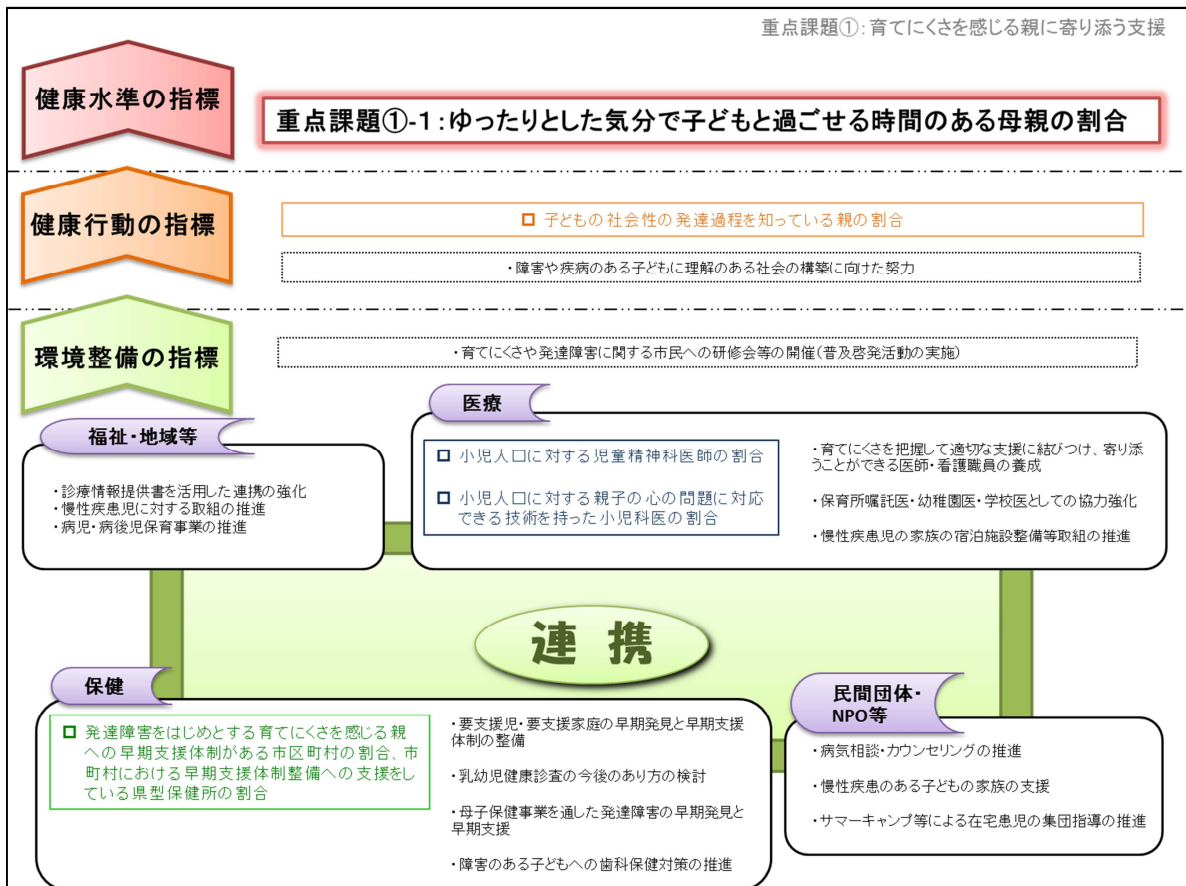 重点課題①:育てにくさを感じる親に寄り添う支援
健康水準の指標
重点課題①-1:ゆったりとした気分で子どもと過ごせる時間のある母親の割合
健康行動の指標
□ 子どもの社会性の発達過程を知っている親の割合
・障害や疾病のある子どもに理解のある社会の構築に向けた努力
環境整備の指標
・育てにくさや発達障害に関する市民への研修会等の開催(普及啓発活動の実施)
福祉・地域等
・診療情報提供書を活用した連携の強化
・慢性疾患児に対する取組の推進
・病児・病後児保育事業の推進
医療
□ 小児人口に対する児童精神科医師の割合
□ 小児人口に対する親子の心の問題に対応
できる技術を持った小児科医の割合
・育てにくさを把握して適切な支援に結びつけ、寄り添
うことができる医師・看護職員の養成
・保育所嘱託医・幼稚園医・学校医としての協力強化
・慢性疾患児の家族の宿泊施設整備等取組の推進
連携
保健
□ 発達障害をはじめとする育てにくさを感じる親
への早期支援体制がある市区町村の割合、市
町村における早期支援体制整備への支援をし
ている県型保健所の割合
・要支援児・要支援家庭の早期発見と早期支援
体制の整備
・乳幼児健康診査の今後のあり方の検討
・母子保健事業を通した発達障害の早期発見と
早期支援
・障害のある子どもへの歯科保健対策の推進
民間団体・
NPO等
・病気相談・カウンセリングの推進
・慢性疾患のある子どもの家族の支援
・サマーキャンプ等による在宅患児の集団指導の推進